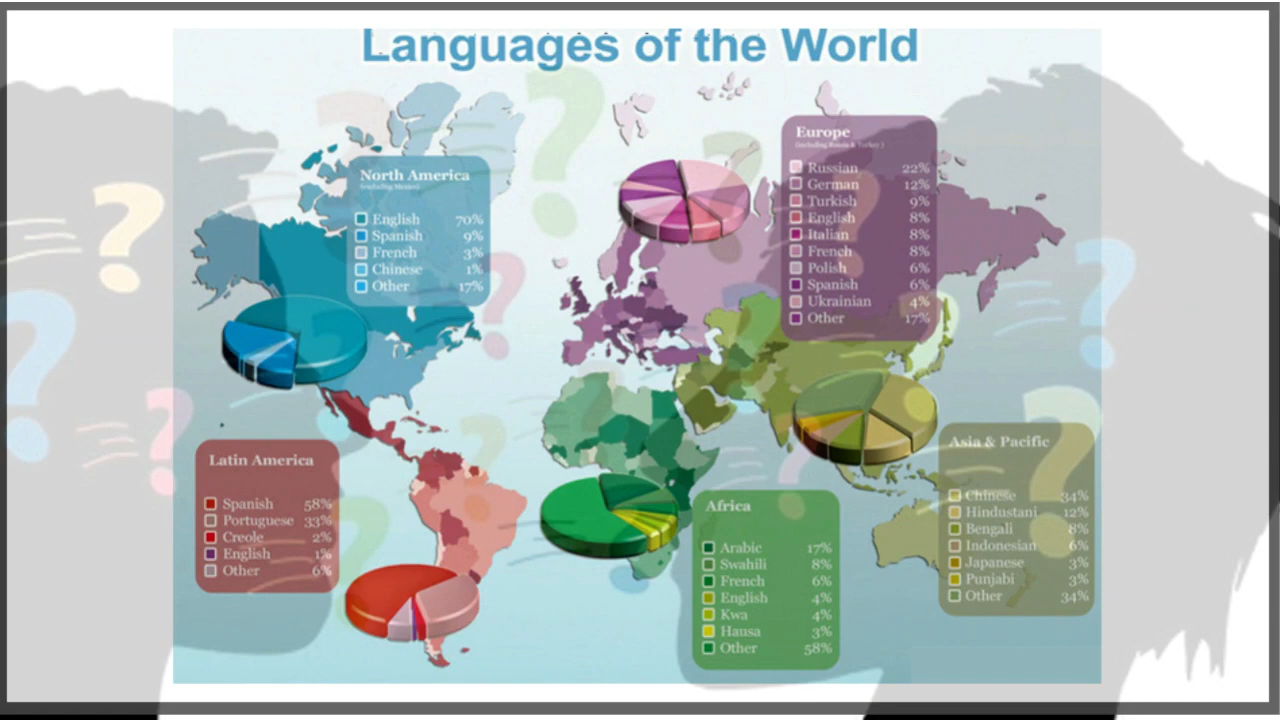 Languages of the World
North America
(excluding Mexico)
English 70%
Spanish 9%
French 3%
Chinese 1%
Other 17%
Europe
(including Russia & Turkey)
Russian 22%
German 12%
Turkish 9%
English 8%
Italian 8%
French 8%
Polish 6%
Spanish 6%
Ukrainian 4%
Other 17%
Latin America
Spanish 58%
Portuguese 33%
Creole 2%
English 1%
Other 6%
Africa
Arabic 17%
Swahili 8%
French 6%
English 4%
Kwa 4%
Hausa 3%
Other 58%
Asia & Pacific
Chinese 34%
Hindustani 12%
Bengali 8%
Indonesian 6%
Japanese 3%
Punjabi 3%
Other 34%